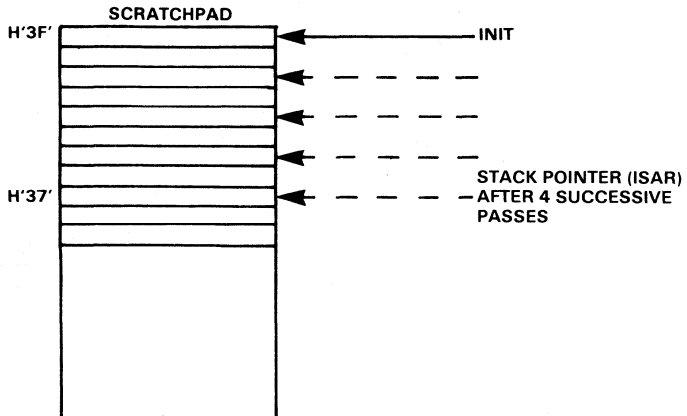 SCRATCHPAD
H'3F'
INIT
STACK POINTER (ISAR)
H'37'
AFTER 4 SUCCESSIVE
PASSES